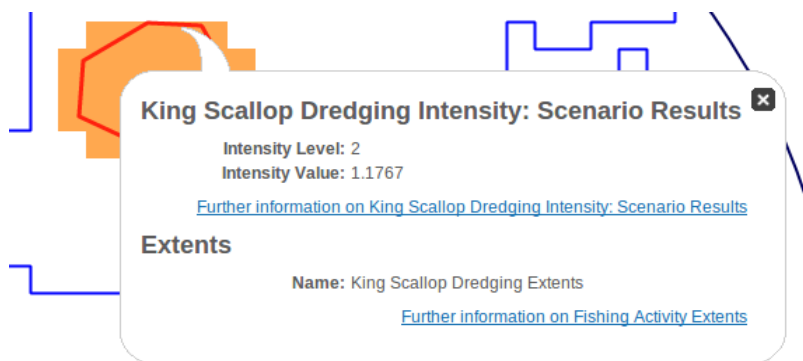 King Scallop Dredging Intensity: Scenario Results
Intensity Level: 2
Intensity Value: 1.1767
Further information on King Scallop Dredging Intensity: Scenario Results
Extents
Name: King Scallop Dredging Extents
Further information on Fishing Activity Extents